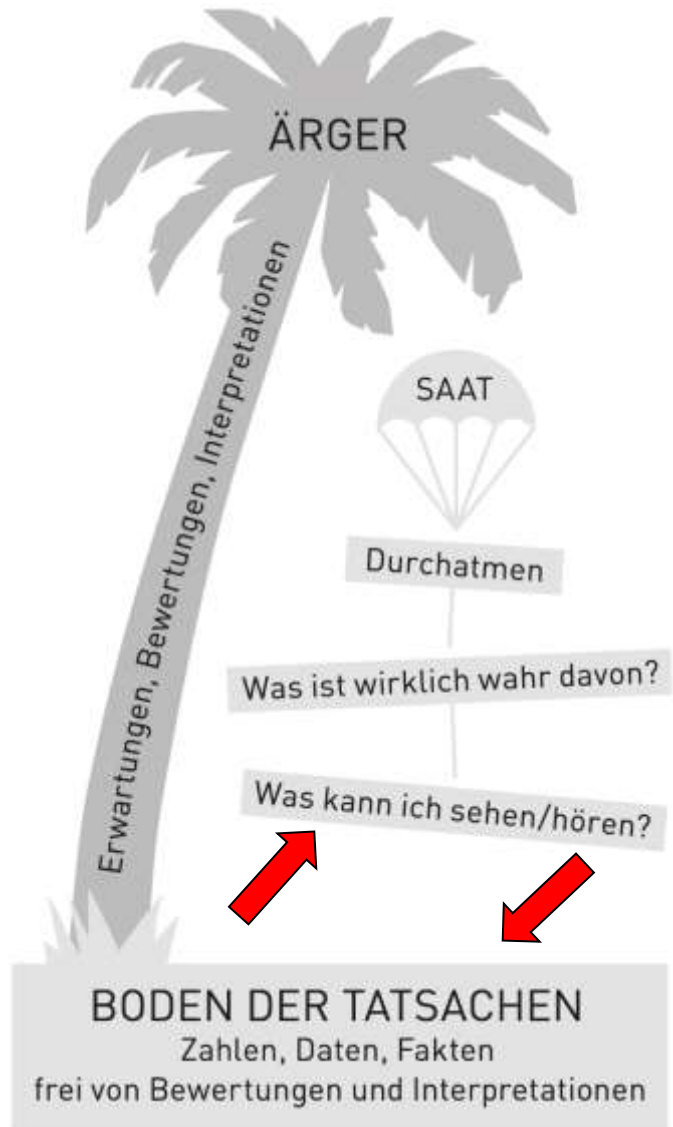 ÄRGER
Erwartungen, Bewertungen, Interpretationen
SAAT
Durchatmen
Was ist wirklich wahr davon?
Was kann ich sehen/hören?
BODEN DER TATSACHEN
Zahlen, Daten, Fakten
frei von Bewertungen und Interpretationen